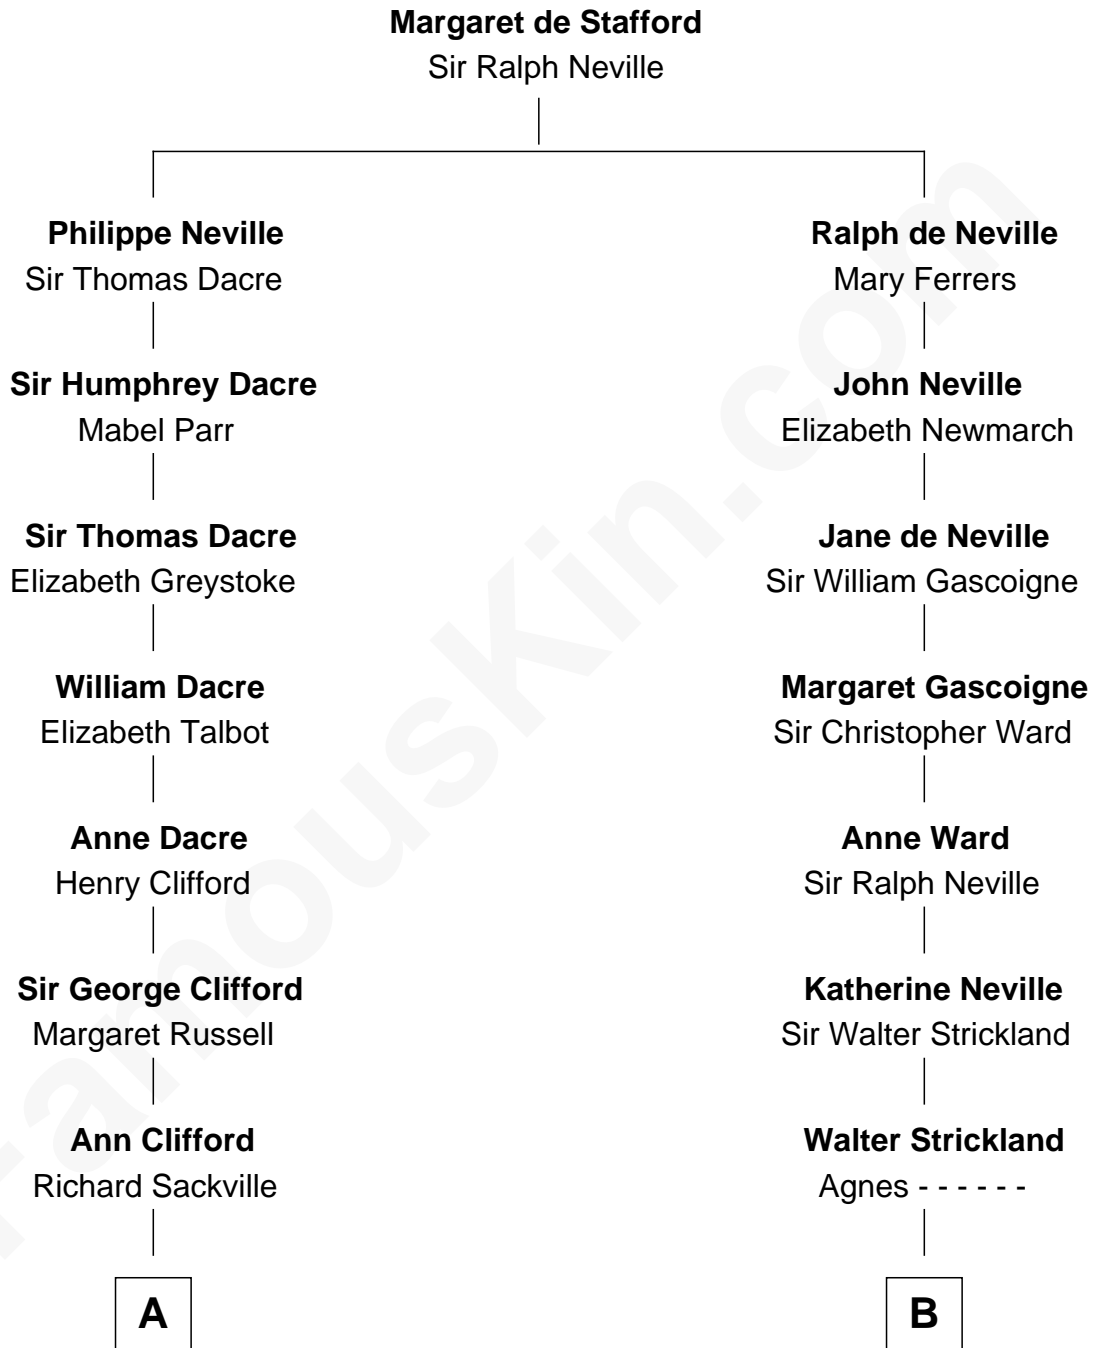 Margaret de Stafford
Sir Ralph Neville
Philippe Neville
Sir Thomas Dacre
Ralph de Neville
Mary Ferrers
Sir Humphrey Dacre
Mabel Parr
John Neville
Elizabeth Newmarch
Sir Thomas Dacre
Elizabeth Greystoke
Jane de Neville
Sir William Gascoigne
William Dacre
Elizabeth Talbot
Margaret Gascoigne
Sir Christopher Ward
Anne Dacre
Henry Clifford
Anne Ward
Sir Ralph Neville
Sir George Clifford
Margaret Russell
Katherine Neville
Sir Walter Strickland
Ann Clifford
Richard Sackville
Walter Strickland
Agnes - - - - - -
A
B
FamousKin.com